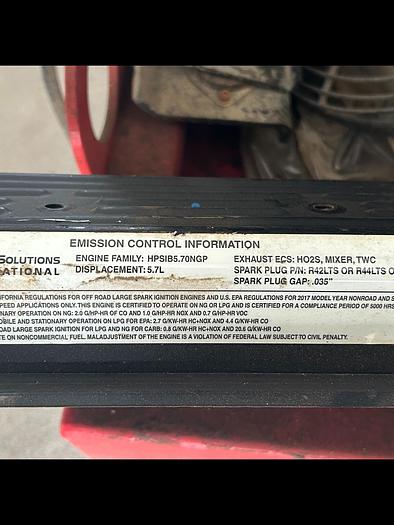 EMISSION CONTROL INFORMATION
SOLUTIONS ENGINE FAMILY: HPSIB5.70NGP EXHAUST ECS: HO2S, MIXER, TWC
ATIONAL DISPLACEMENT: 5.7L SPARK PLUG P/N: R42LTS OR R44LTS O
SPARK PLUG GAP: .035"
IFORNIA REGULATIONS FOR OFF ROAD LARGE SPARK IGNITION ENGINES AND U.S. EPA REGULATIONS FOR 2017 MODEL YEAR NONROAD AND S
SPEED APPLICATIONS ONLY. THIS ENGINE IS CERTIFIED TO OPERATE ON NG OR LPG AND IS CERTIFIED FOR A COMPLIANCE PERIOD OF 5000 HRS
NARY OPERATION ON NG: 2.0 G/HP-HR OF CO AND 1.0 G/HP-HR NOX AND 0.7 G/HP-HR VOC
OBILE AND STATIONARY OPERATION ON LPG FOR EPA: 2.7 G/KW-HR HC+NOX AND 4.4 G/KW-HR CO
OAD LARGE SPARK IGNITION FOR LPG AND NG FOR CARB: 0.8 G/KW-HR HC+NOX AND 20.6 G/KW-HR CO
TE ON NONCOMMERCIAL FUEL. MALADJUSTMENT OF THE ENGINE IS A VIOLATION OF FEDERAL LAW SUBJECT TO CIVIL PENALTY.